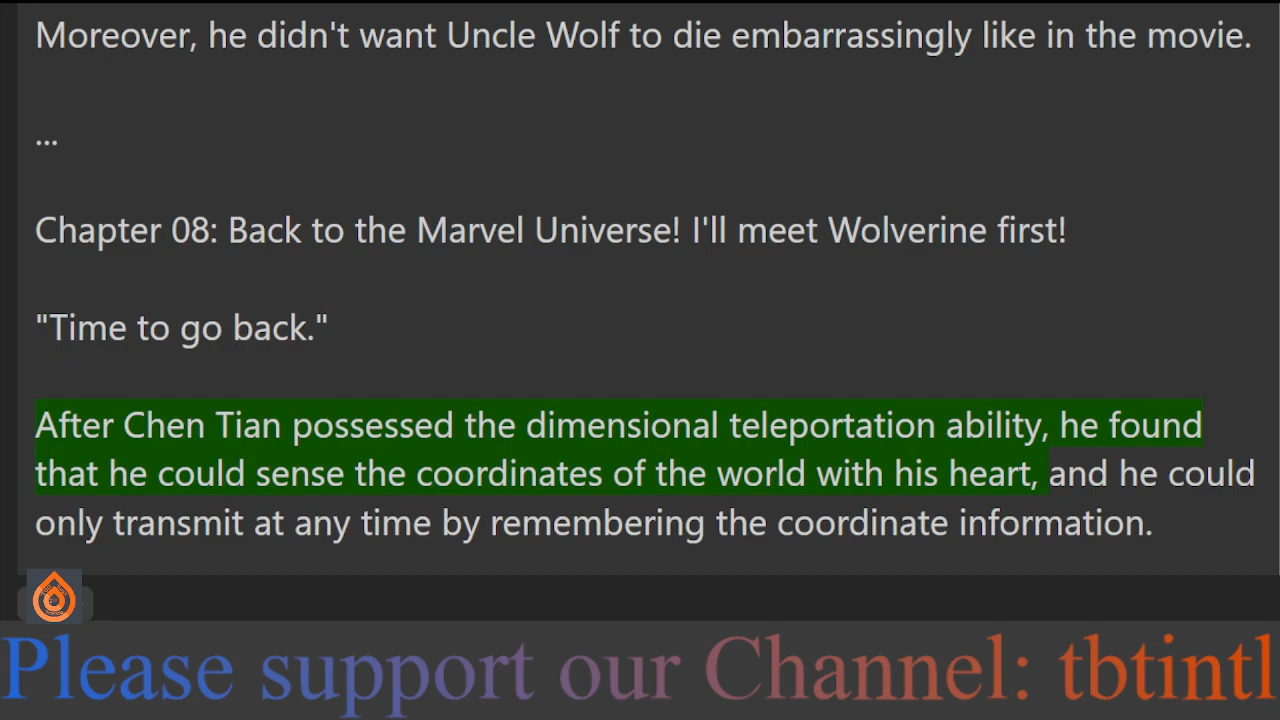 Moreover, he didn't want Uncle Wolf to die embarrassingly like in the movie.
...
Chapter 08: Back to the Marvel Universe! I'll meet Wolverine first!
"Time to go back."
After Chen Tian possessed the dimensional teleportation ability, he found
that he could sense the coordinates of the world with his heart, and he could
only transmit at any time by remembering the coordinate information.
Please support our Channel: tbtintl